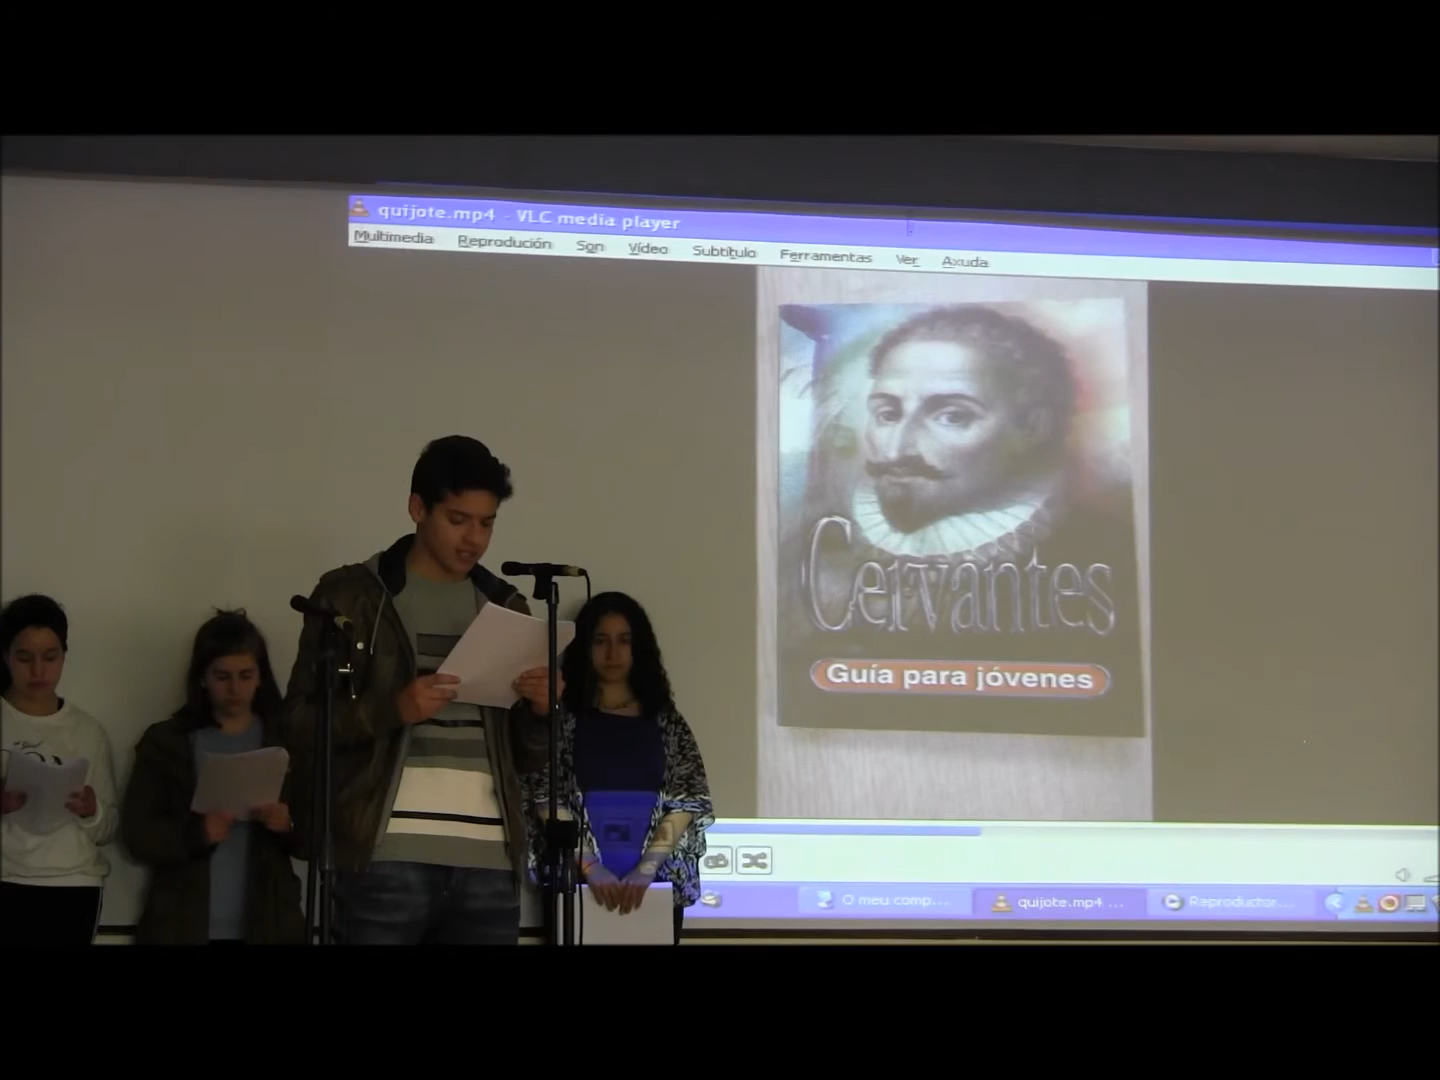 quijote.mp4 - VLC media player
Multimedia Reprodución Son Vídeo Subtítulo Ferramentas Ver Axuda
Cervantes
Guía para jóvenes
O meu comp... quijote.mp4 ... Reproductor...